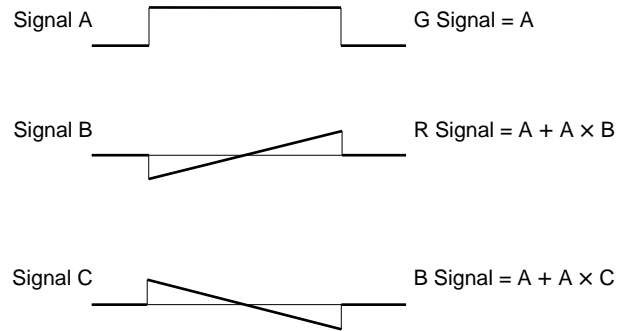 Signal A
G Signal = A
Signal B
R Signal = A + A × B
Signal C
B Signal = A + A × C